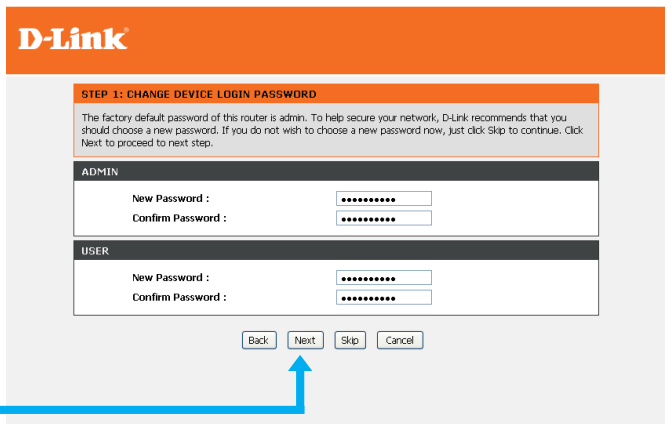 D-Link
STEP 1: CHANGE DEVICE LOGIN PASSWORD
The factory default password of this router is admin. To help secure your network, D-Link recommends that you
should choose a new password. If you do not wish to choose a new password now, just click Skip to continue. Click
Next to proceed to next step.
ADMIN
New Password : ••••••••••
Confirm Password : ••••••••••
USER
New Password : ••••••••••
Confirm Password : ••••••••••
Back Next Skip Cancel